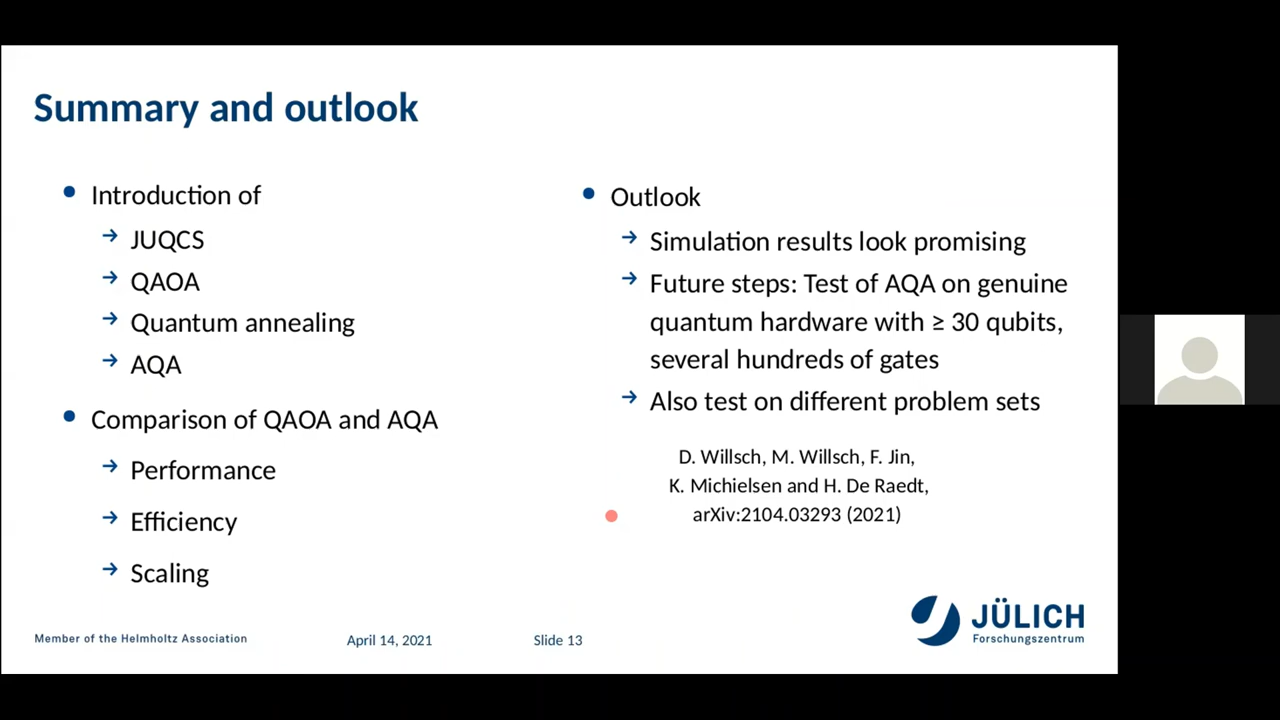 Summary and outlook
Introduction of
JUQCS
QAOA
Quantum annealing
AQA
Comparison of QAOA and AQA
Performance
Efficiency
Scaling
Outlook
Simulation results look promising
Future steps: Test of AQA on genuine
quantum hardware with ≥ 30 qubits,
several hundreds of gates
Also test on different problem sets
D. Willsch, M. Willsch, F. Jin,
K. Michielsen and H. De Raedt,
arXiv:2104.03293 (2021)
Member of the Helmholtz Association
April 14, 2021
Slide 13
JÜLICH
Forschungszentrum